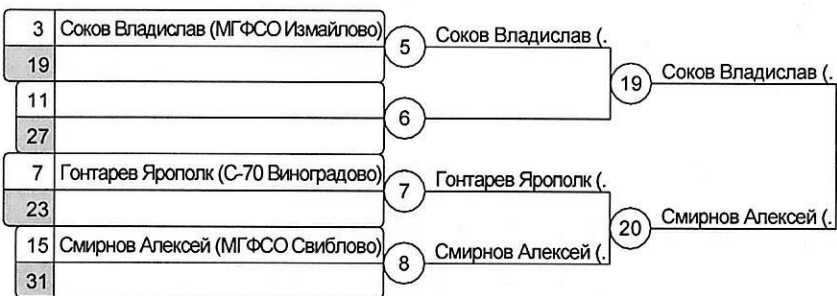 3 Соков Владислав (МГФСО Измайлово)
5
Соков Владислав (.
19
19
Соков Владислав (.
11
6
27
7 Гонтарев Ярополк (С-70 Виноградово)
7
Гонтарев Ярополк (.
23
20
Смирнов Алексей (.
15 Смирнов Алексей (МГФСО Свиблово)
8
Смирнов Алексей (.
31